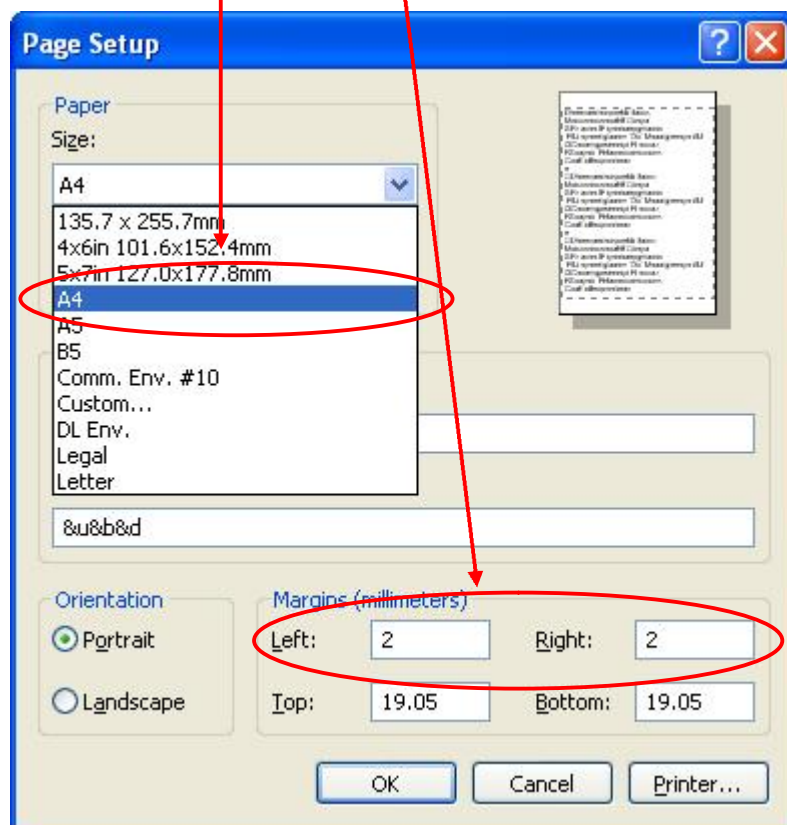 Page Setup
Paper
Size:
A4
135.7 x 255.7mm
4x6in 101.6x152.4mm
5x7in 127.0x177.8mm
A4
A5
B5
Comm. Env. #10
Custom...
DL Env.
Legal
Letter
&u&b&d
Orientation
Portrait
Landscape
Margins (millimeters)
Left: 2 Right: 2
Top: 19.05 Bottom: 19.05
OK Cancel Printer...